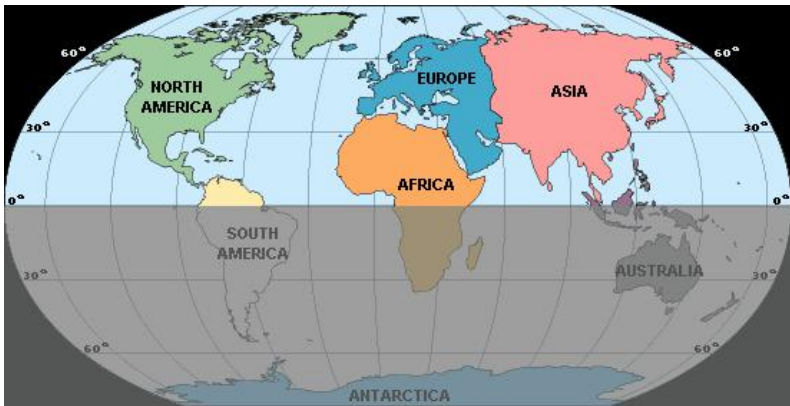 60°
60°
NORTH
AMERICA
EUROPE
ASIA
30°
30°
AFRICA
0°
0°
SOUTH
AMERICA
AUSTRALIA
30°
30°
60°
60°
ANTARCTICA